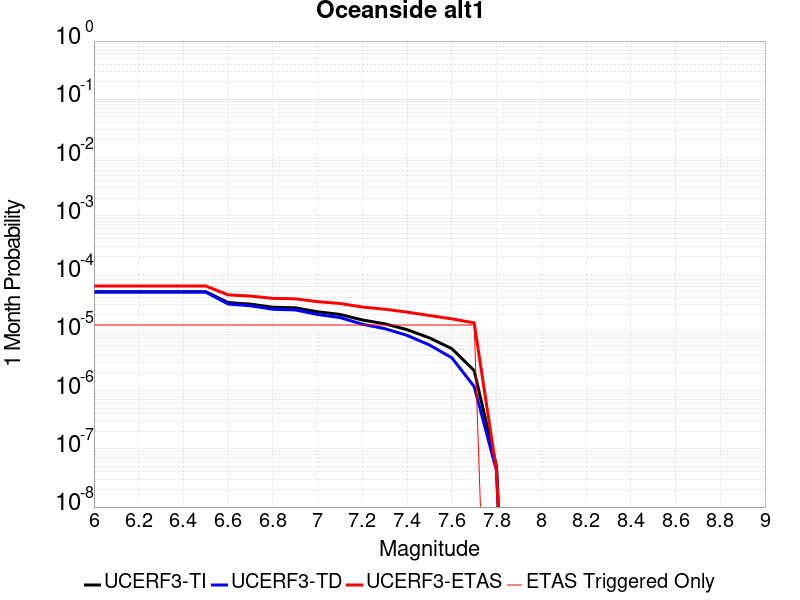 Oceanside alt1
1 Month Probability
10^0
10^-1
10^-2
10^-3
10^-4
10^-5
10^-6
10^-7
10^-8
6 6.2 6.4 6.6 6.8 7 7.2 7.4 7.6 7.8 8 8.2 8.4 8.6 8.8 9
Magnitude
UCERF3-TI UCERF3-TD UCERF3-ETAS ETAS Triggered Only